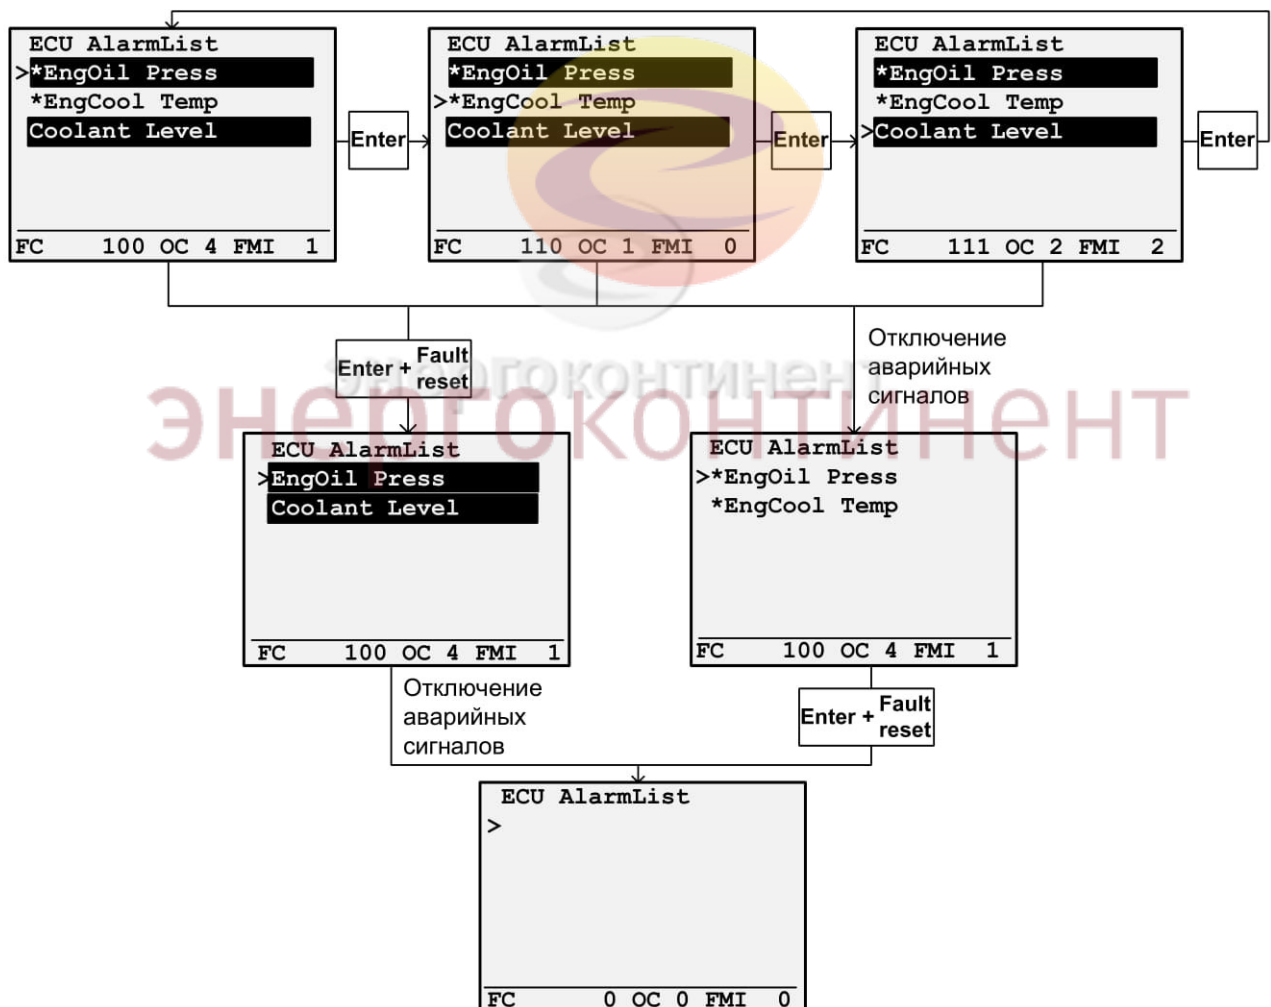 ECU AlarmList
>*EngOil Press
*EngCool Temp
Coolant Level
FC 100 OC 4 FMI 1
Enter
ECU AlarmList
*EngOil Press
>*EngCool Temp
Coolant Level
FC 110 OC 1 FMI 0
Enter
ECU AlarmList
*EngOil Press
*EngCool Temp
>Coolant Level
FC 111 OC 2 FMI 2
Enter
Enter + Fault reset
Отключение
аварийных
сигналов
энергоконтинент
энергоконтинент
ECU AlarmList
>EngOil Press
Coolant Level
FC 100 OC 4 FMI 1
ECU AlarmList
>*EngOil Press
*EngCool Temp
FC 100 OC 4 FMI 1
Отключение
аварийных
сигналов
Enter + Fault reset
ECU AlarmList
>
FC 0 OC 0 FMI 0